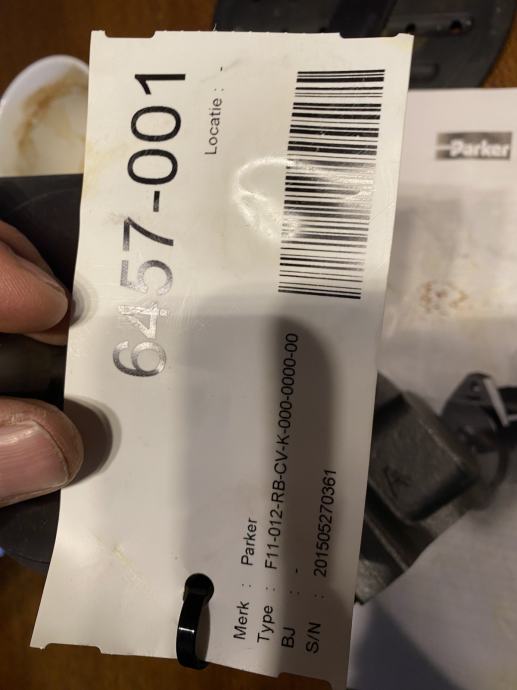 6457-001
Locatie : -
Merk : Parker
Type : F11-012-RB-CV-K-000-0000-00
BJ : -
S/N : 201505270361
Parker